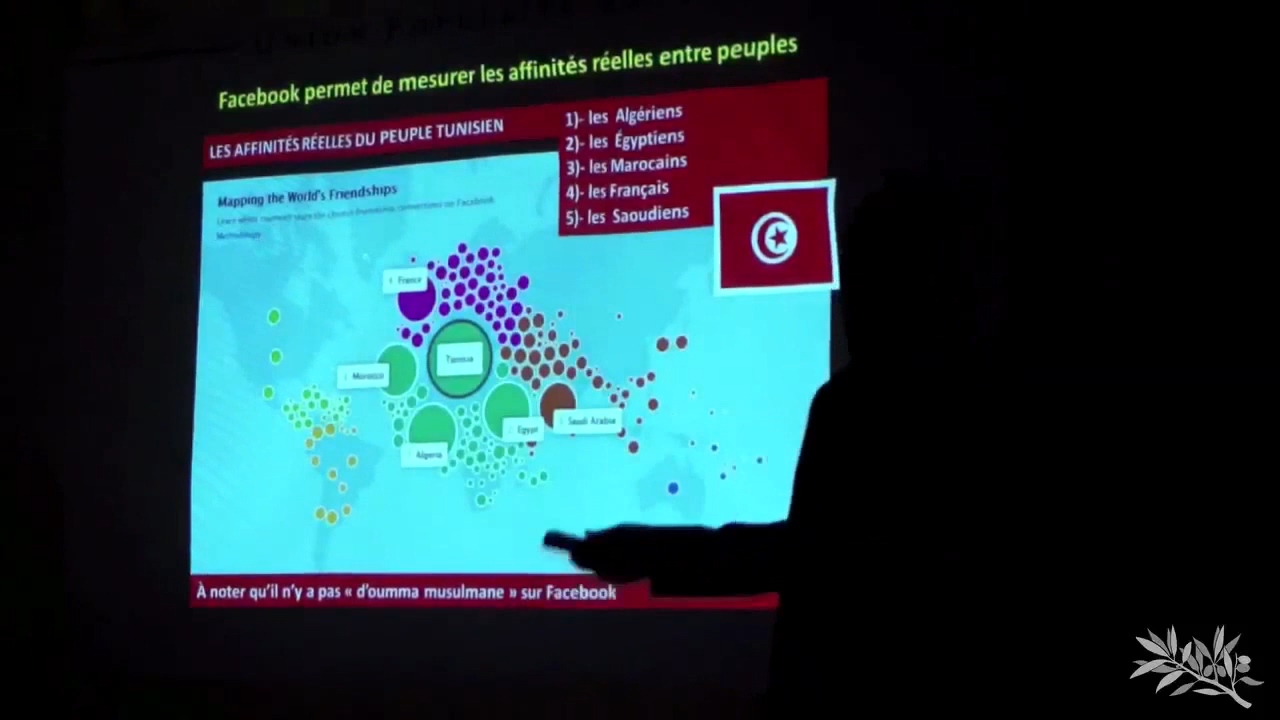 Facebook permet de mesurer les affinités réelles entre peuples
LES AFFINITÉS RÉELLES DU PEUPLE TUNISIEN
1)- les Algériens
2)- les Égyptiens
3)- les Marocains
4)- les Français
5)- les Saoudiens
Mapping the World's Friendships
Methodology
France
Tunisia
Morocco
Egypt
Saudi Arabia
Algeria
À noter qu'il n'y a pas « d'oumma musulmane » sur Facebook